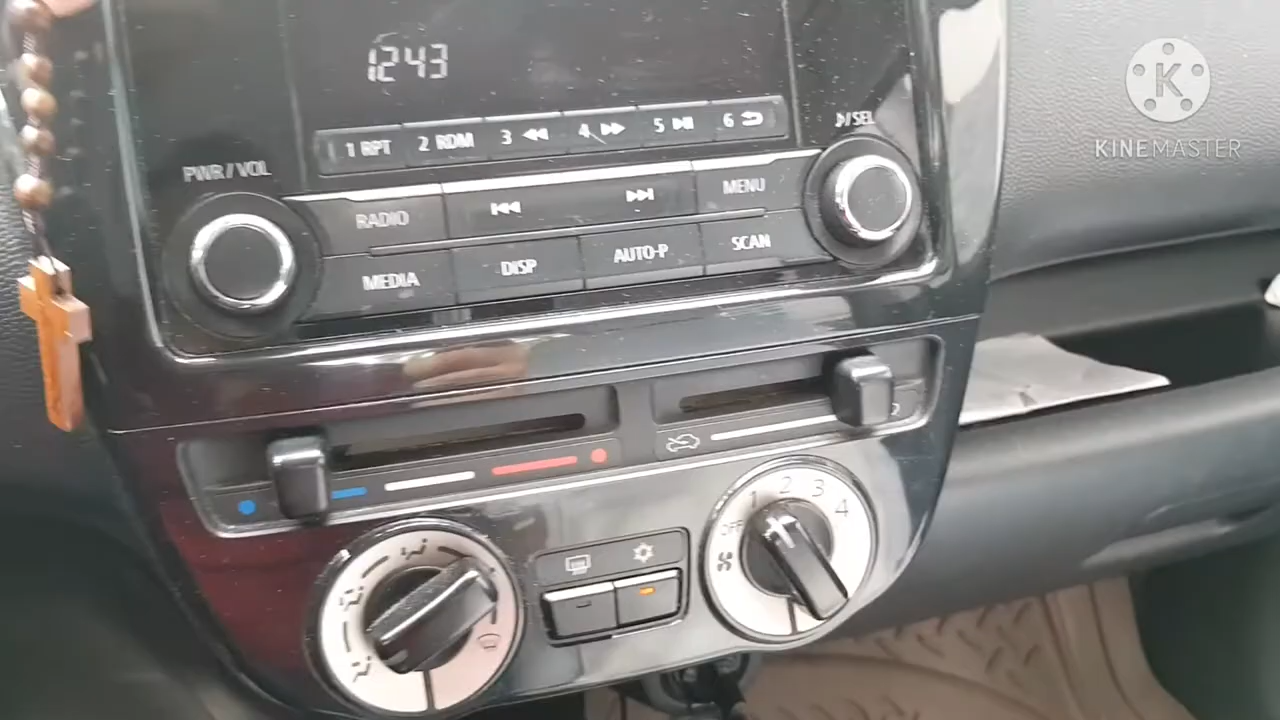 1243
1 RPT 2 RDM 3 4 5 6
PWR/VOL
♪/SEL
RADIO
MENU
MEDIA DISP AUTO-P SCAN
K
KINEMASTER
OFF 1 2 3 4